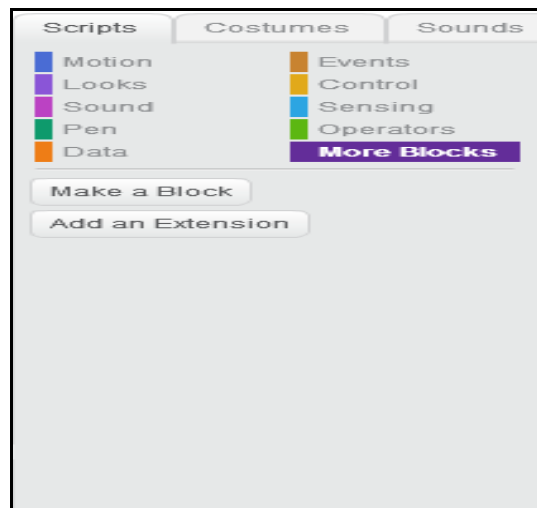 Scripts Costumes Sounds
Motion Events
Looks Control
Sound Sensing
Pen Operators
Data More Blocks
Make a Block
Add an Extension